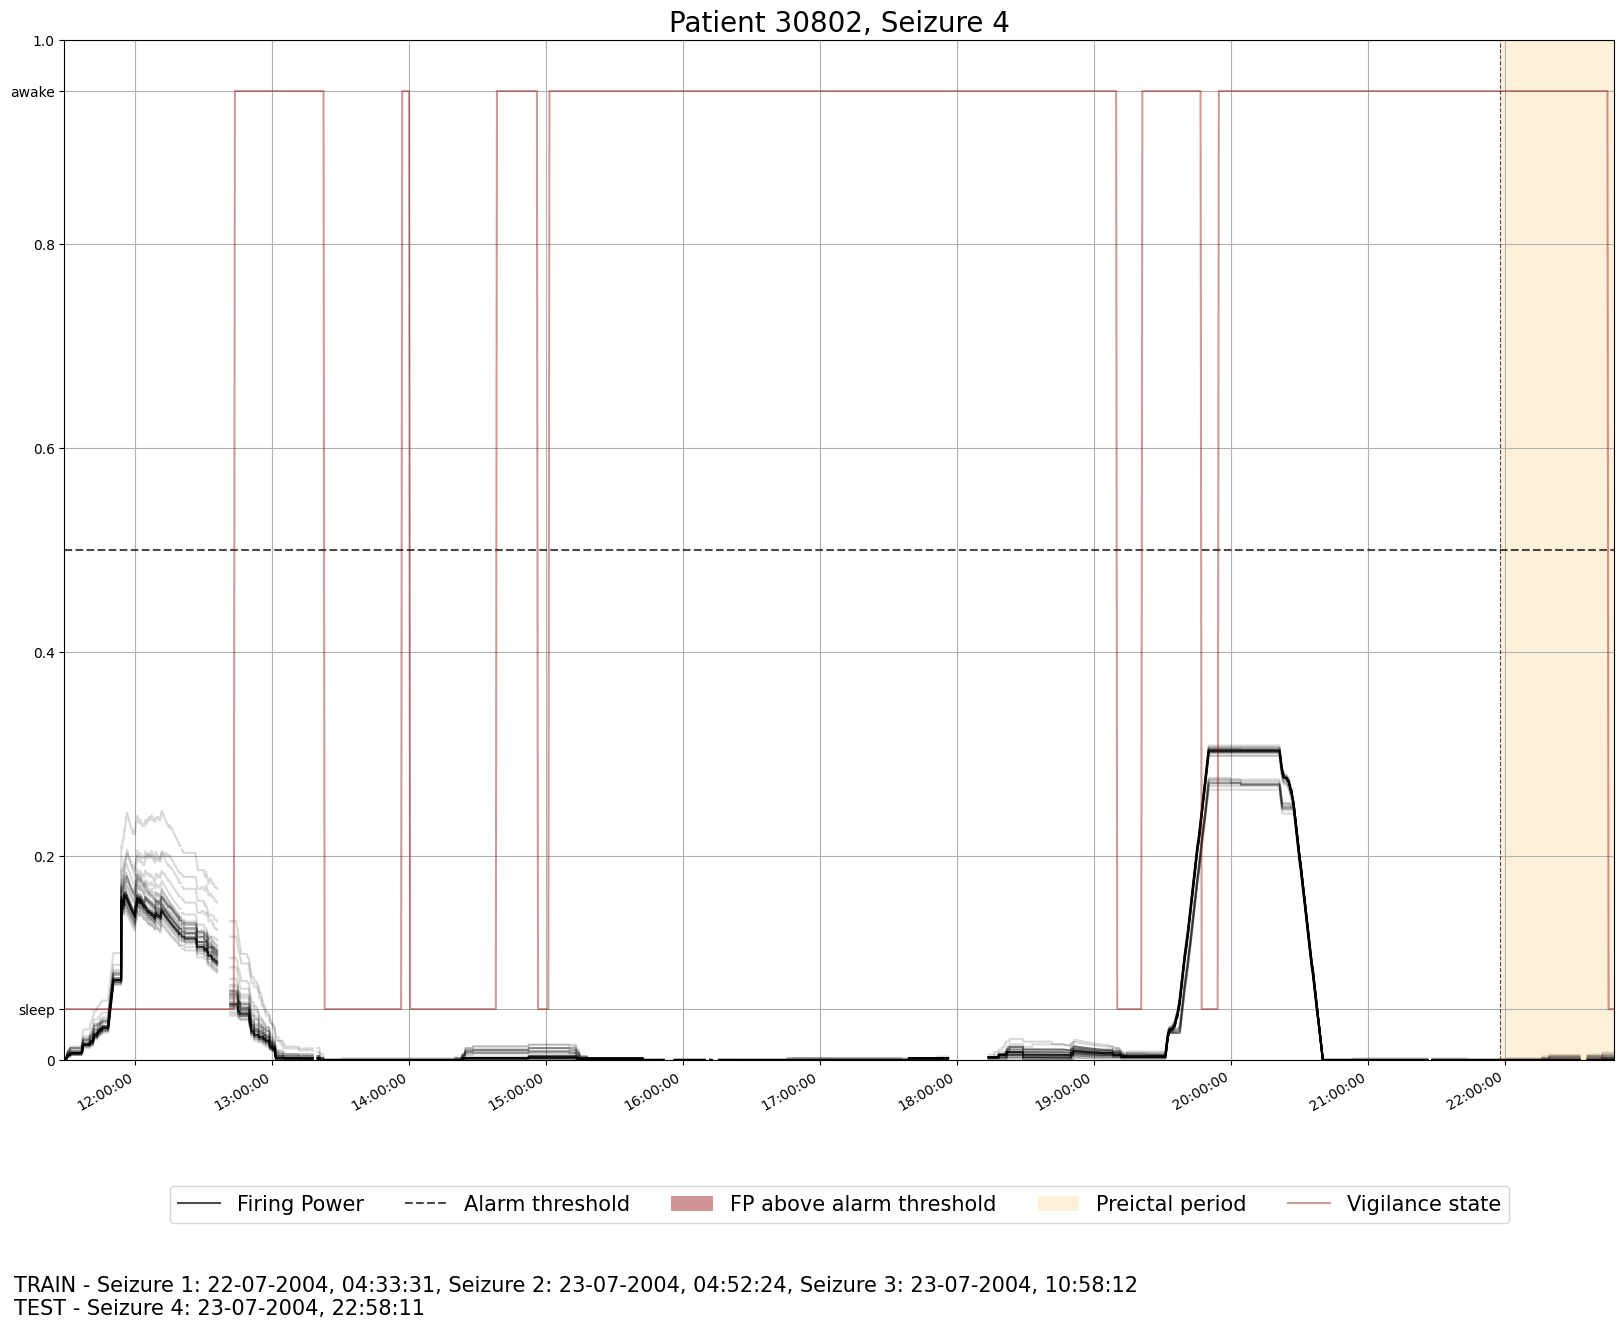 Patient 30802, Seizure 4
1.0
awake
0.8
0.6
0.4
0.2
sleep
0
12:00:00 13:00:00 14:00:00 15:00:00 16:00:00 17:00:00 18:00:00 19:00:00 20:00:00 21:00:00 22:00:00
Firing Power Alarm threshold FP above alarm threshold Preictal period Vigilance state
TRAIN - Seizure 1: 22-07-2004, 04:33:31, Seizure 2: 23-07-2004, 04:52:24, Seizure 3: 23-07-2004, 10:58:12
TEST - Seizure 4: 23-07-2004, 22:58:11